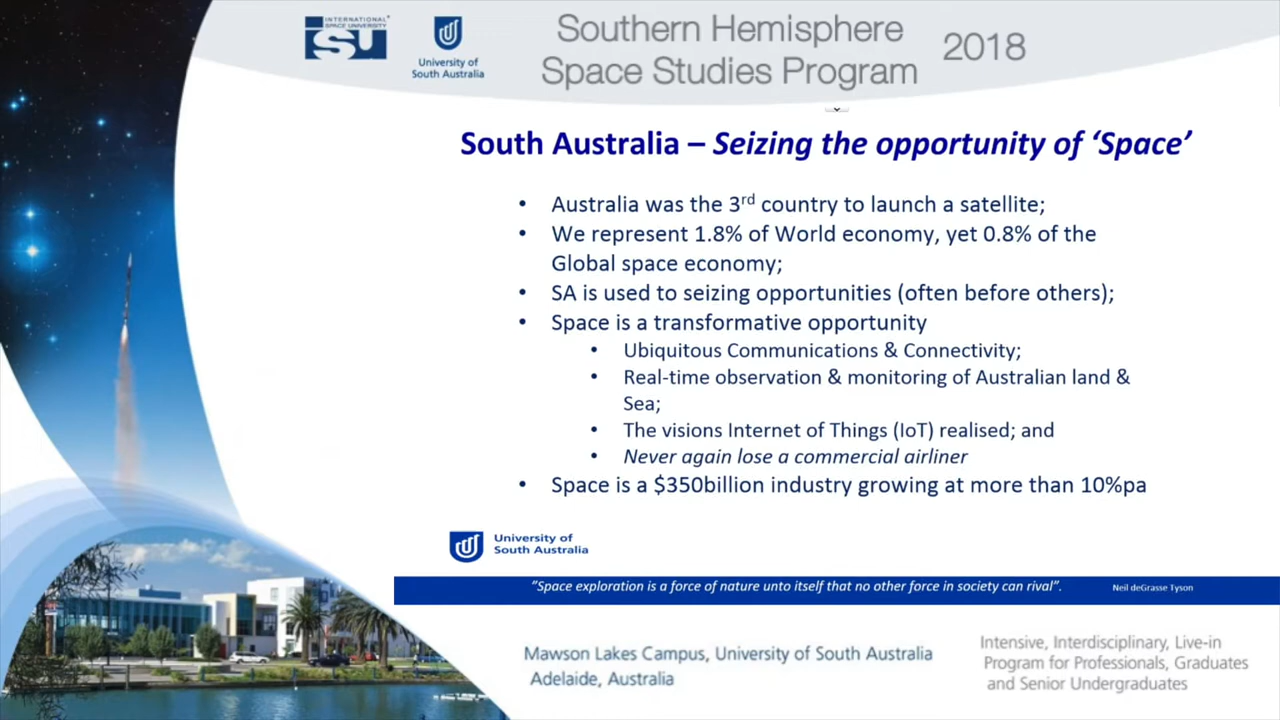 INTERNATIONAL
SPACE UNIVERSITY
ISU
University of
South Australia
Southern Hemisphere
Space Studies Program
2018
South Australia – Seizing the opportunity of ‘Space’
• Australia was the 3rd country to launch a satellite;
• We represent 1.8% of World economy, yet 0.8% of the
Global space economy;
• SA is used to seizing opportunities (often before others);
• Space is a transformative opportunity
• Ubiquitous Communications & Connectivity;
• Real-time observation & monitoring of Australian land &
Sea;
• The visions Internet of Things (IoT) realised; and
• Never again lose a commercial airliner
• Space is a $350billion industry growing at more than 10%pa
University of
South Australia
”Space exploration is a force of nature unto itself that no other force in society can rival”. Neil deGrasse Tyson
Mawson Lakes Campus, University of South Australia
Adelaide, Australia
Intensive, Interdisciplinary, Live-in
Program for Professionals, Graduates
and Senior Undergraduates